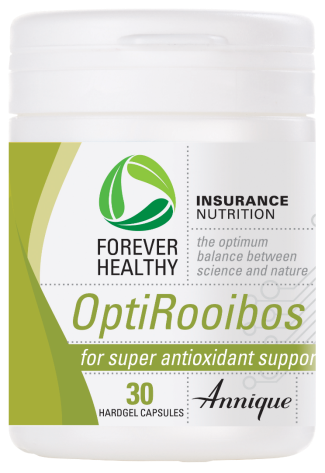 INSURANCE
NUTRITION
FOREVER
HEALTHY
the optimum
balance between
science and nature
OptiRooibos
for super antioxidant suppor
30
HARDGEL CAPSULES
Annique